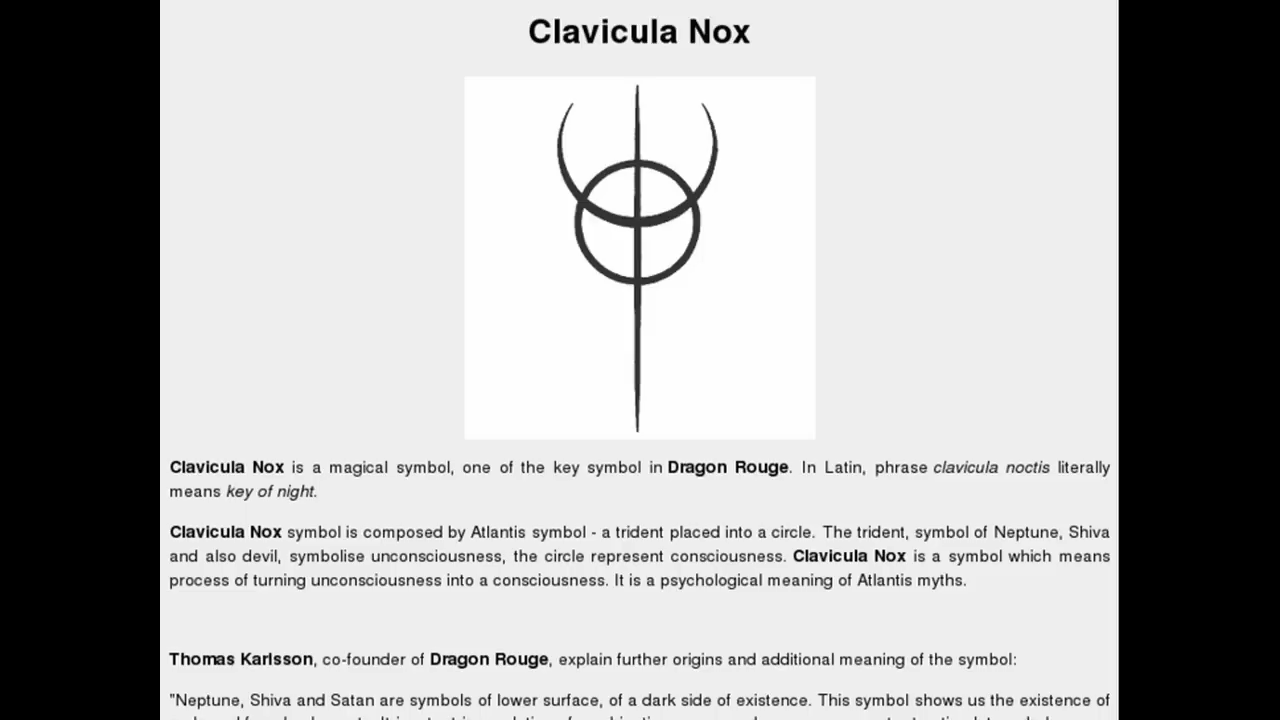 Clavicula Nox
Clavicula Nox is a magical symbol, one of the key symbol in Dragon Rouge. In Latin, phrase clavicula noctis literally
means key of night.
Clavicula Nox symbol is composed by Atlantis symbol - a trident placed into a circle. The trident, symbol of Neptune, Shiva
and also devil, symbolise unconsciousness, the circle represent consciousness. Clavicula Nox is a symbol which means
process of turning unconsciousness into a consciousness. It is a psychological meaning of Atlantis myths.
Thomas Karlsson, co-founder of Dragon Rouge, explain further origins and additional meaning of the symbol:
"Neptune, Shiva and Satan are symbols of lower surface, of a dark side of existence. This symbol shows us the existence of